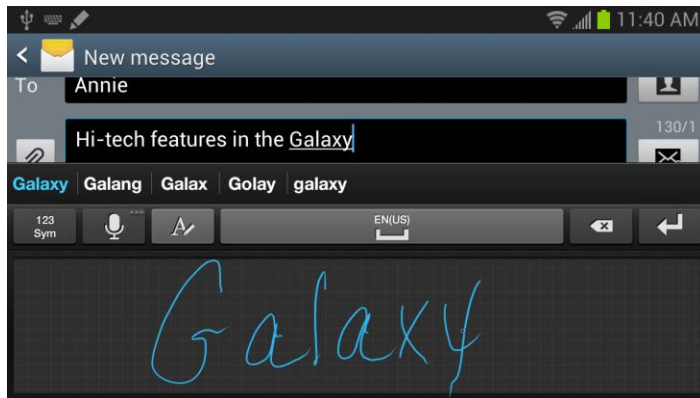 11:40 AM
New message
To Annie
130/1
Hi-tech features in the Galaxy
Galaxy Galang Galax Golay galaxy
123
Sym
EN(US)
Galaxy